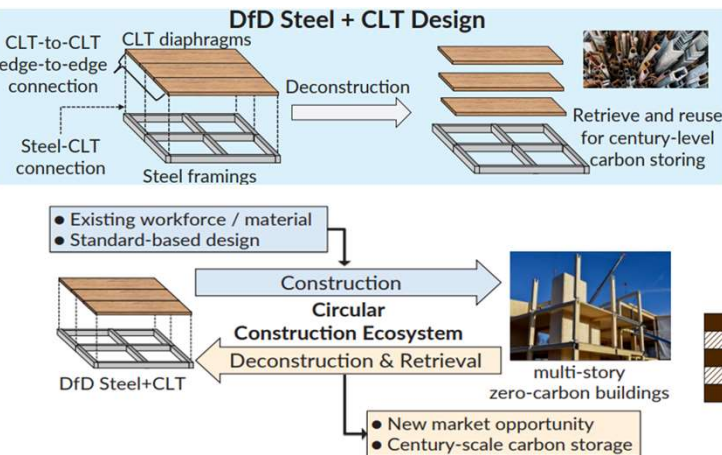 DfD Steel + CLT Design
CLT-to-CLT
edge-to-edge
connection
CLT diaphragms
Steel-CLT
connection
Steel framings
Deconstruction
Retrieve and reuse
for century-level
carbon storing
● Existing workforce / material
● Standard-based design
Construction
Circular
Construction Ecosystem
Deconstruction & Retrieval
DfD Steel+CLT
multi-story
zero-carbon buildings
● New market opportunity
● Century-scale carbon storage